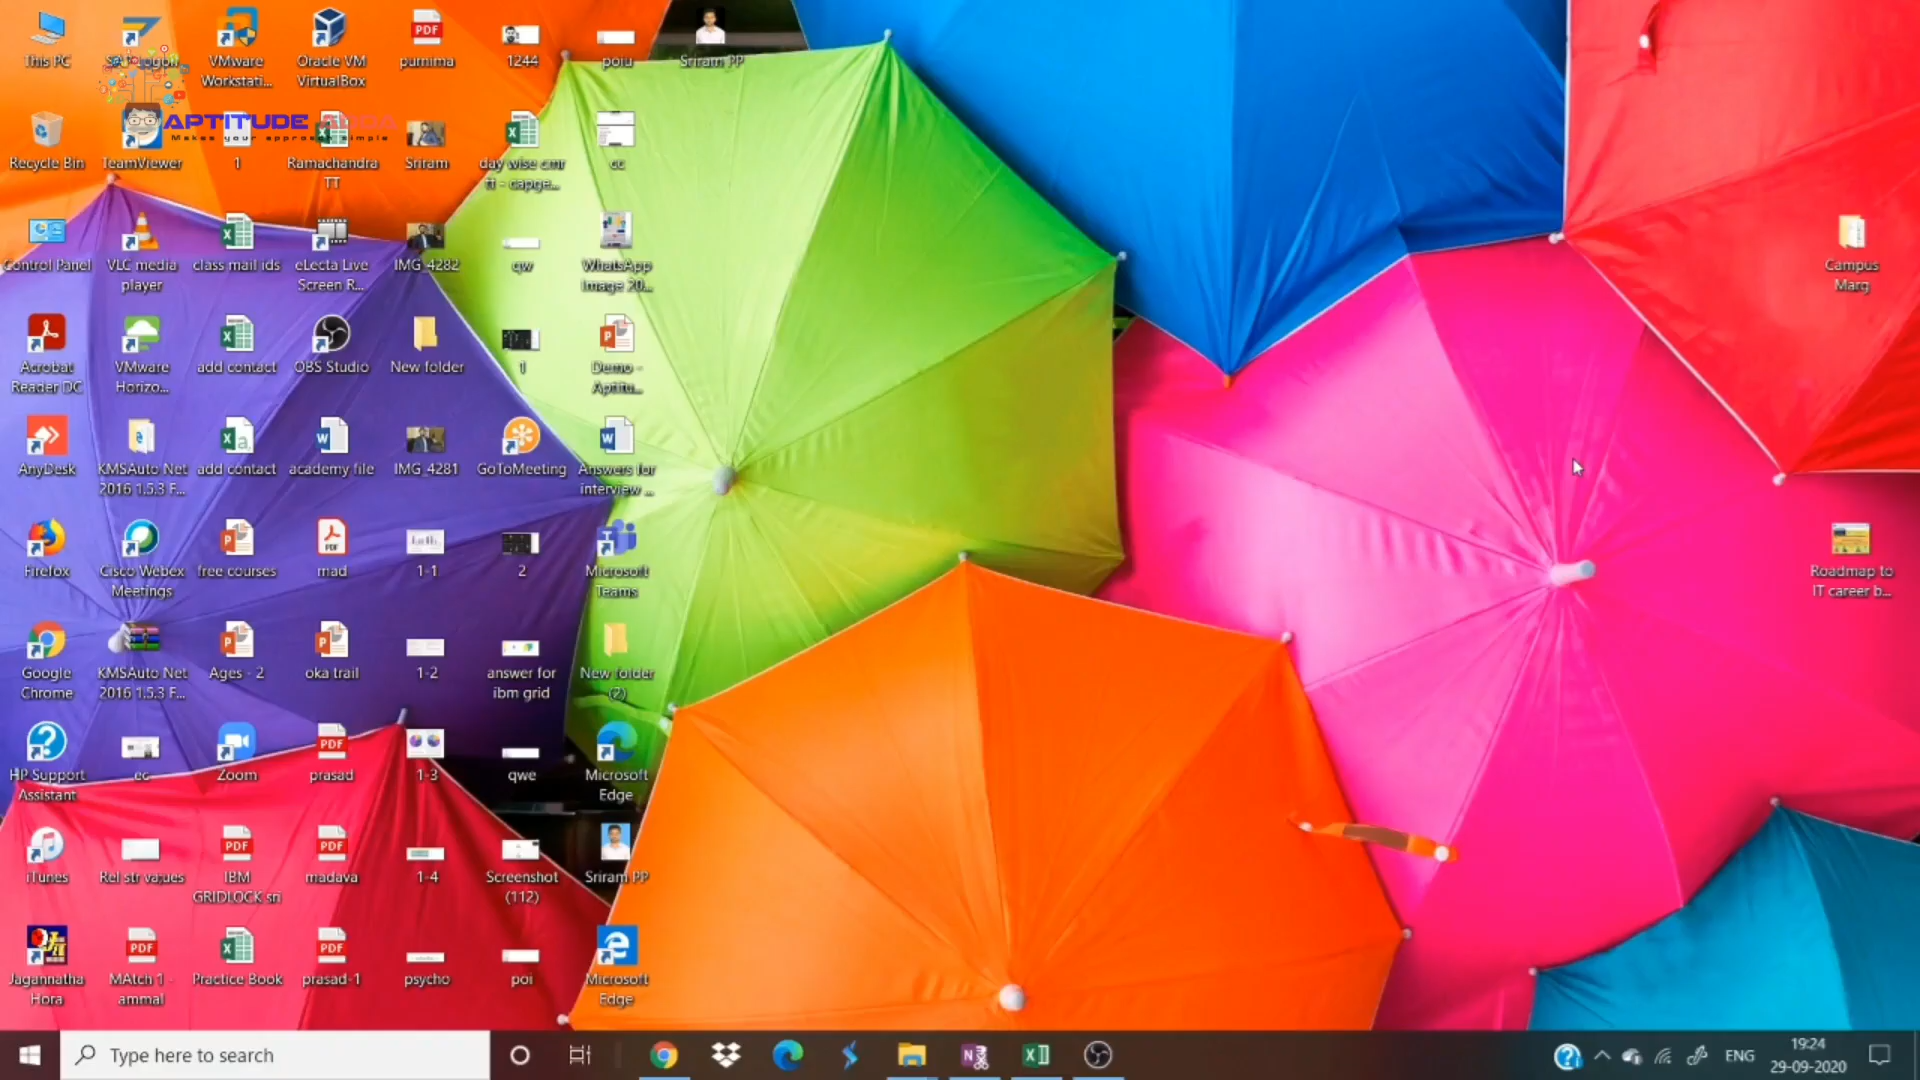 This PC
VMware
Workstati...
Oracle VM
VirtualBox
purnima
1244
poiu
Sriram PP
APTITUDE ADDA
Makes your approach simple
Recycle Bin
TeamViewer
1
Ramachandra
TT
Sriram
day wise cmr
tt - capge...
cc
Control Panel
VLC media
player
class mail ids
eLecta Live
Screen R...
IMG_4282
qw
WhatsApp
Image 20...
Acrobat
Reader DC
VMware
Horizo...
add contact
OBS Studio
New folder
1
Demo -
Aptitu...
AnyDesk
KMSAuto Net
2016 1.5.3 F...
add contact
academy file
IMG_4281
GoToMeeting
Answers for
interview ...
Firefox
Cisco Webex
Meetings
free courses
mad
1-1
2
Microsoft
Teams
Google
Chrome
KMSAuto Net
2016 1.5.3 F...
Ages - 2
oka trail
1-2
answer for
ibm grid
New folder
(2)
HP Support
Assistant
ec
Zoom
prasad
1-3
qwe
Microsoft
Edge
iTunes
Rel str va;ues
IBM
GRIDLOCK sri
madava
1-4
Screenshot
(112)
Sriram PP
Jagannatha
Hora
MAtch 1 -
ammal
Practice Book
prasad-1
psycho
poi
Microsoft
Edge
Campus
Marg
Roadmap to
IT career b...
Type here to search
ENG
19:24
29-09-2020